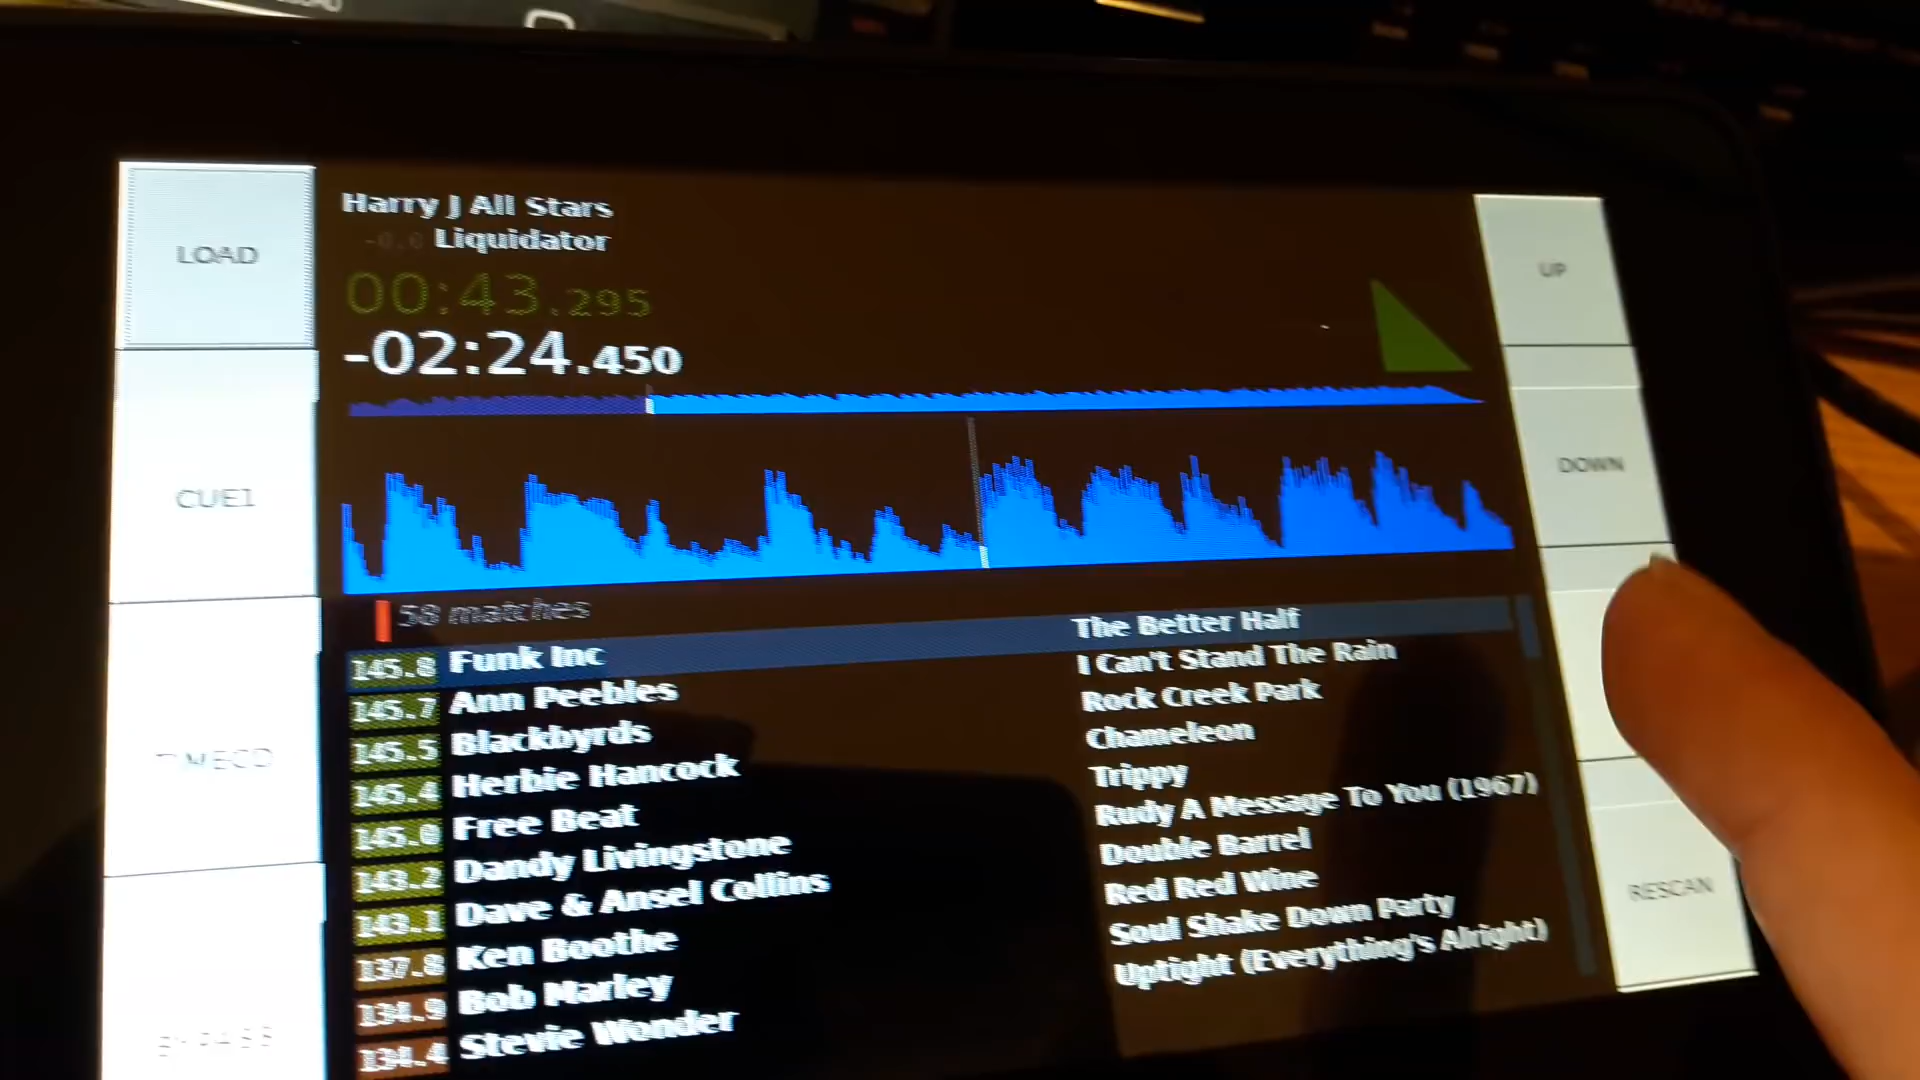 LOAD
CUE1
Harry J All Stars
-0.0 Liquidator
00:43.295
-02:24.450
UP
DOWN
RESCAN
58 matches
145.8 Funk Inc The Better Half
145.7 Ann Peebles I Can't Stand The Rain
145.5 Blackbyrds Rock Creek Park
145.4 Herbie Hancock Chameleon
145.0 Free Beat Trippy
143.2 Dandy Livingstone Rudy A Message To You (1967)
143.1 Dave & Ansel Collins Double Barrel
137.8 Ken Boothe Red Red Wine
134.9 Bob Marley Soul Shake Down Party
134.4 Stevie Wonder Uptight (Everything's Alright)